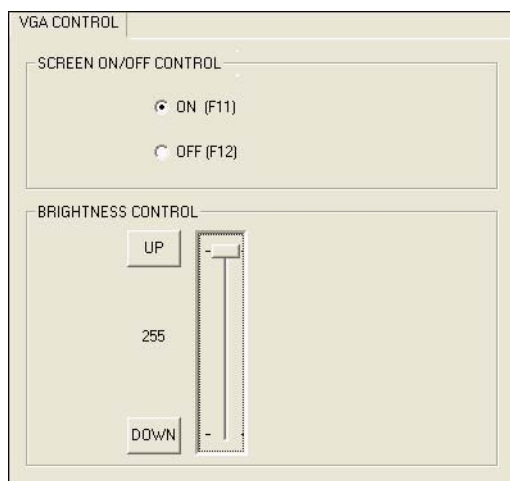 VGA CONTROL
SCREEN ON/OFF CONTROL
ON (F11)
OFF (F12)
BRIGHTNESS CONTROL
UP
255
DOWN